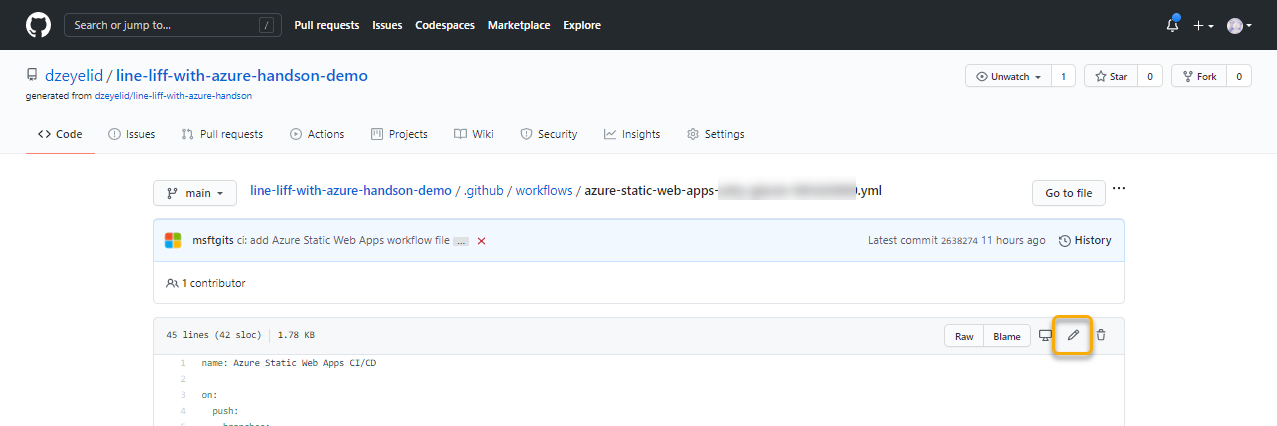 Search or jump to... / Pull requests Issues Codespaces Marketplace Explore
dzeyelid / line-liff-with-azure-handson-demo Unwatch 1 Star 0 Fork 0
generated from dzeyelid/line-liff-with-azure-handson
Code Issues Pull requests Actions Projects Wiki Security Insights Settings
main line-liff-with-azure-handson-demo / .github / workflows / azure-static-web-apps- .yml Go to file ...
msftgits ci: add Azure Static Web Apps workflow file ... Latest commit 2638274 11 hours ago History
1 contributor
45 lines (42 sloc) 1.78 KB Raw Blame
1 name: Azure Static Web Apps CI/CD
2
3 on:
4 push:
5 branches: